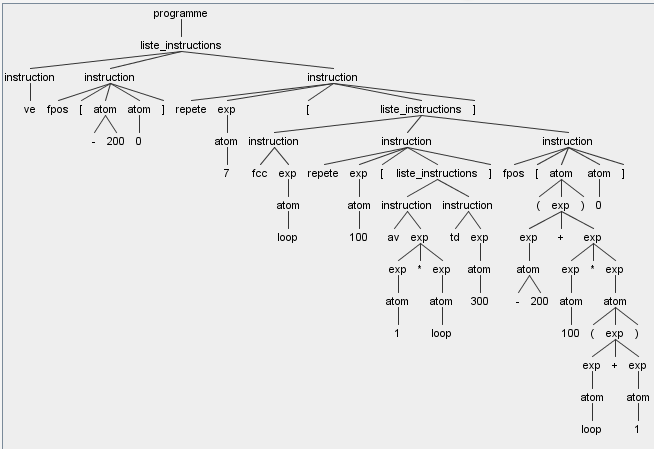 programme
liste_instructions
instruction instruction instruction
ve fpos [ atom atom ] repete exp [ liste_instructions ]
- 200 0 atom instruction instruction instruction
7 fcc exp repete exp [ liste_instructions ] fpos [ atom atom ]
atom atom instruction instruction ( exp ) 0
loop 100 av exp td exp exp + exp
exp * exp atom atom exp * exp
atom atom 300 - 200 atom atom
1 loop 100 ( exp )
exp + exp
atom atom
loop 1